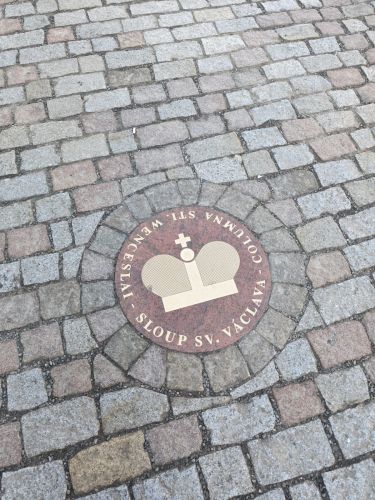 COLUMNA STI. WENCESLAI - SLOUP SV. VÁCLAVA -